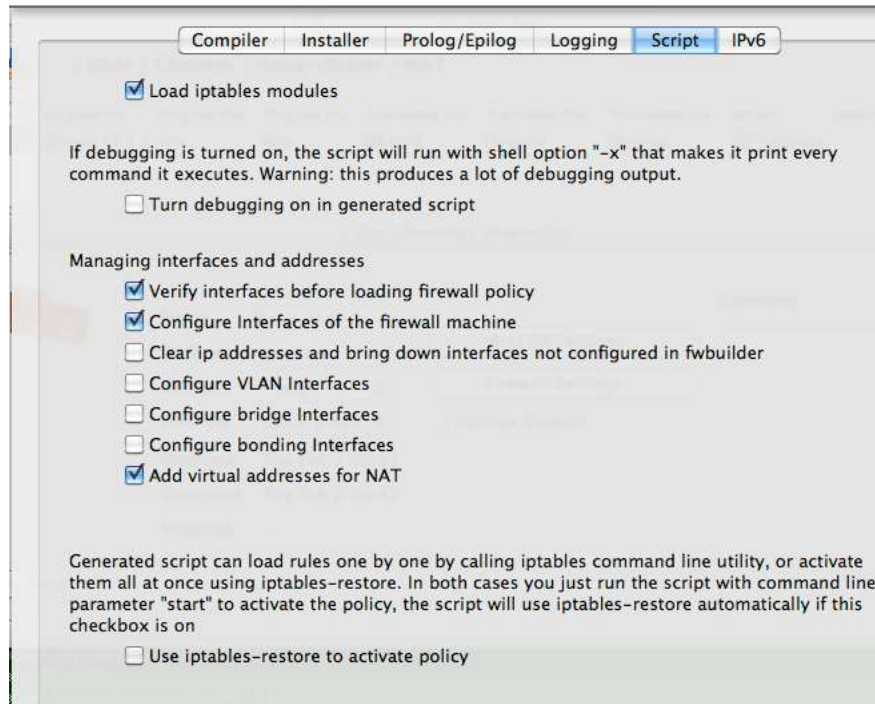 Compiler Installer Prolog/Epilog Logging Script IPv6
Load iptables modules
If debugging is turned on, the script will run with shell option "-x" that makes it print every
command it executes. Warning: this produces a lot of debugging output.
Turn debugging on in generated script
Managing interfaces and addresses
Verify interfaces before loading firewall policy
Configure Interfaces of the firewall machine
Clear ip addresses and bring down interfaces not configured in fwbuilder
Configure VLAN Interfaces
Configure bridge Interfaces
Configure bonding Interfaces
Add virtual addresses for NAT
Generated script can load rules one by one by calling iptables command line utility, or activate
them all at once using iptables-restore. In both cases you just run the script with command line
parameter "start" to activate the policy, the script will use iptables-restore automatically if this
checkbox is on
Use iptables-restore to activate policy